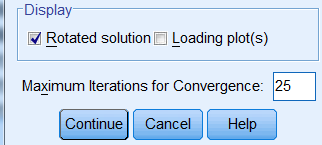 Display
Rotated solution Loading plot(s)
Maximum Iterations for Convergence: 25
Continue Cancel Help